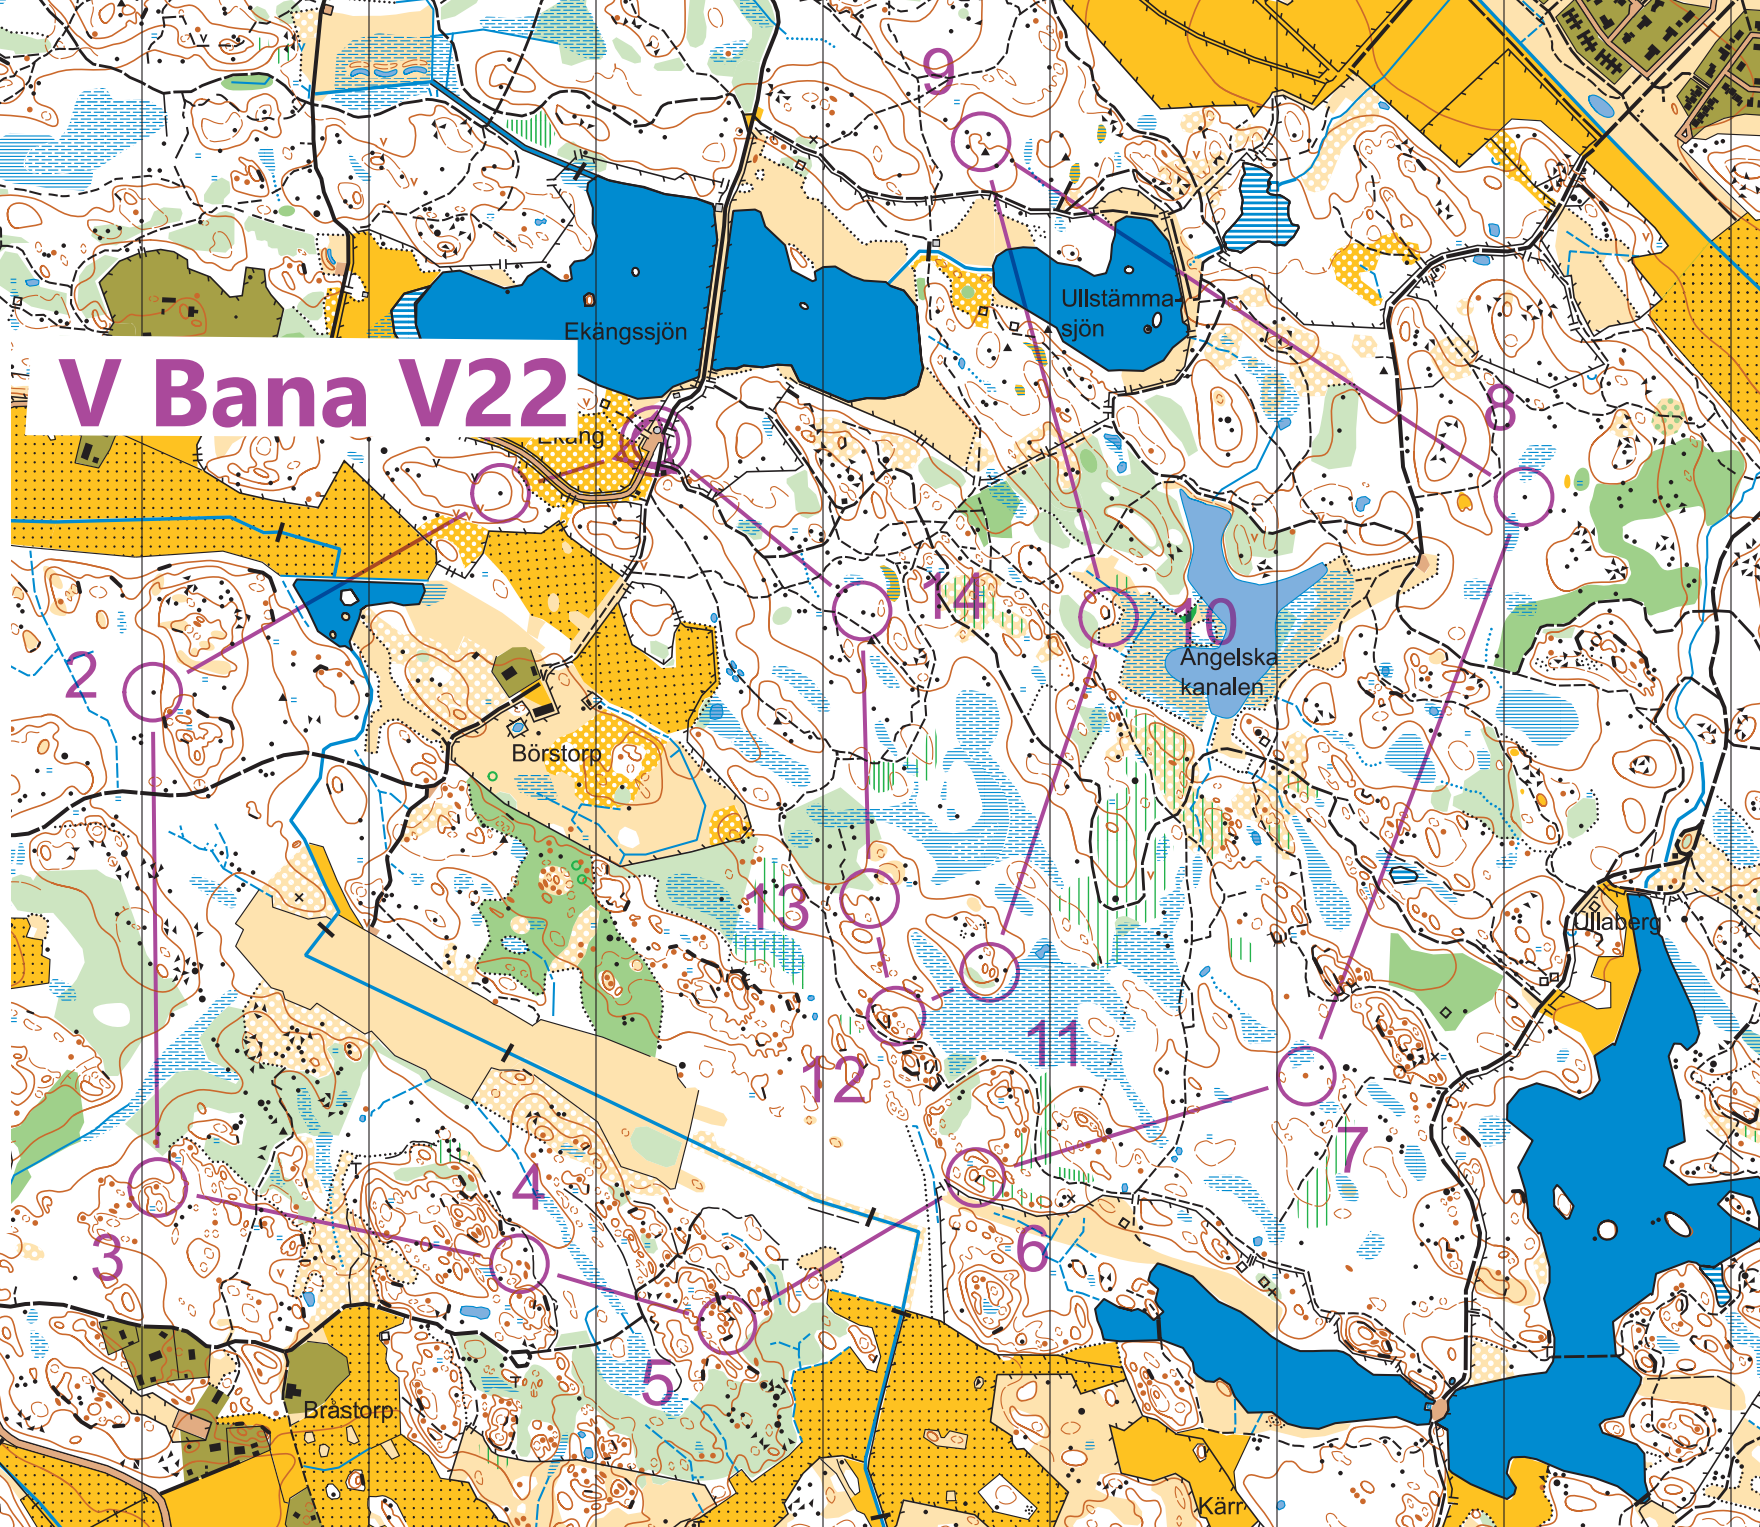 9
Ullstämma-
sjön
Ekängssjön
V Bana V22
8
Ekäng
14
10
2
Ängelska
kanalen
Börstorp
13
Ullaberg
11
12
7
4
3
6
5
Bråstorp
Kärr